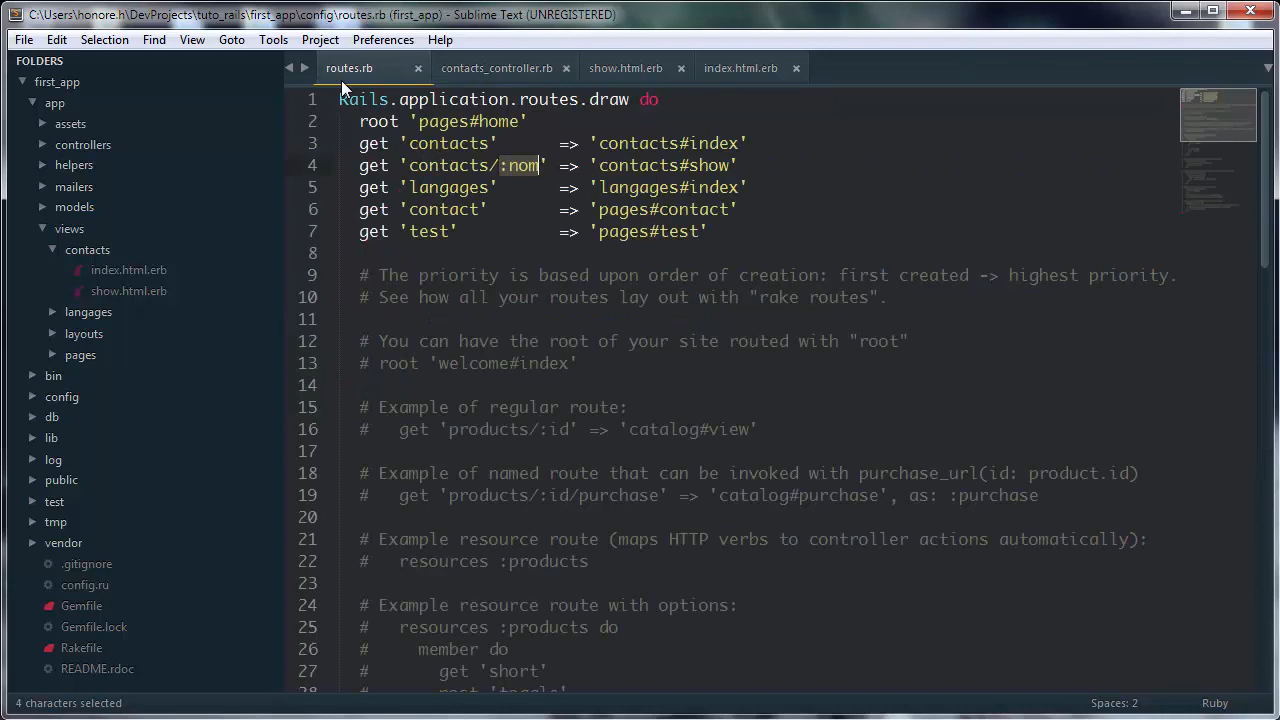 C:\Users\honore.h\DevProjects\tuto_rails\first_app\config\routes.rb (first_app) - Sublime Text (UNREGISTERED)
File Edit Selection Find View Goto Tools Project Preferences Help
FOLDERS
first_app
app
assets
controllers
helpers
mailers
models
views
contacts
index.html.erb
show.html.erb
langages
layouts
pages
bin
config
db
lib
log
public
test
tmp
vendor
.gitignore
config.ru
Gemfile
Gemfile.lock
Rakefile
README.rdoc
routes.rb contacts_controller.rb show.html.erb index.html.erb
1 Rails.application.routes.draw do
2 root 'pages#home'
3 get 'contacts' => 'contacts#index'
4 get 'contacts/:nom' => 'contacts#show'
5 get 'langages' => 'langages#index'
6 get 'contact' => 'pages#contact'
7 get 'test' => 'pages#test'
8
9 # The priority is based upon order of creation: first created -> highest priority.
10 # See how all your routes lay out with "rake routes".
11
12 # You can have the root of your site routed with "root"
13 # root 'welcome#index'
14
15 # Example of regular route:
16 # get 'products/:id' => 'catalog#view'
17
18 # Example of named route that can be invoked with purchase_url(id: product.id)
19 # get 'products/:id/purchase' => 'catalog#purchase', as: :purchase
20
21 # Example resource route (maps HTTP verbs to controller actions automatically):
22 # resources :products
23
24 # Example resource route with options:
25 # resources :products do
26 # member do
27 # get 'short'
4 characters selected Spaces: 2 Ruby